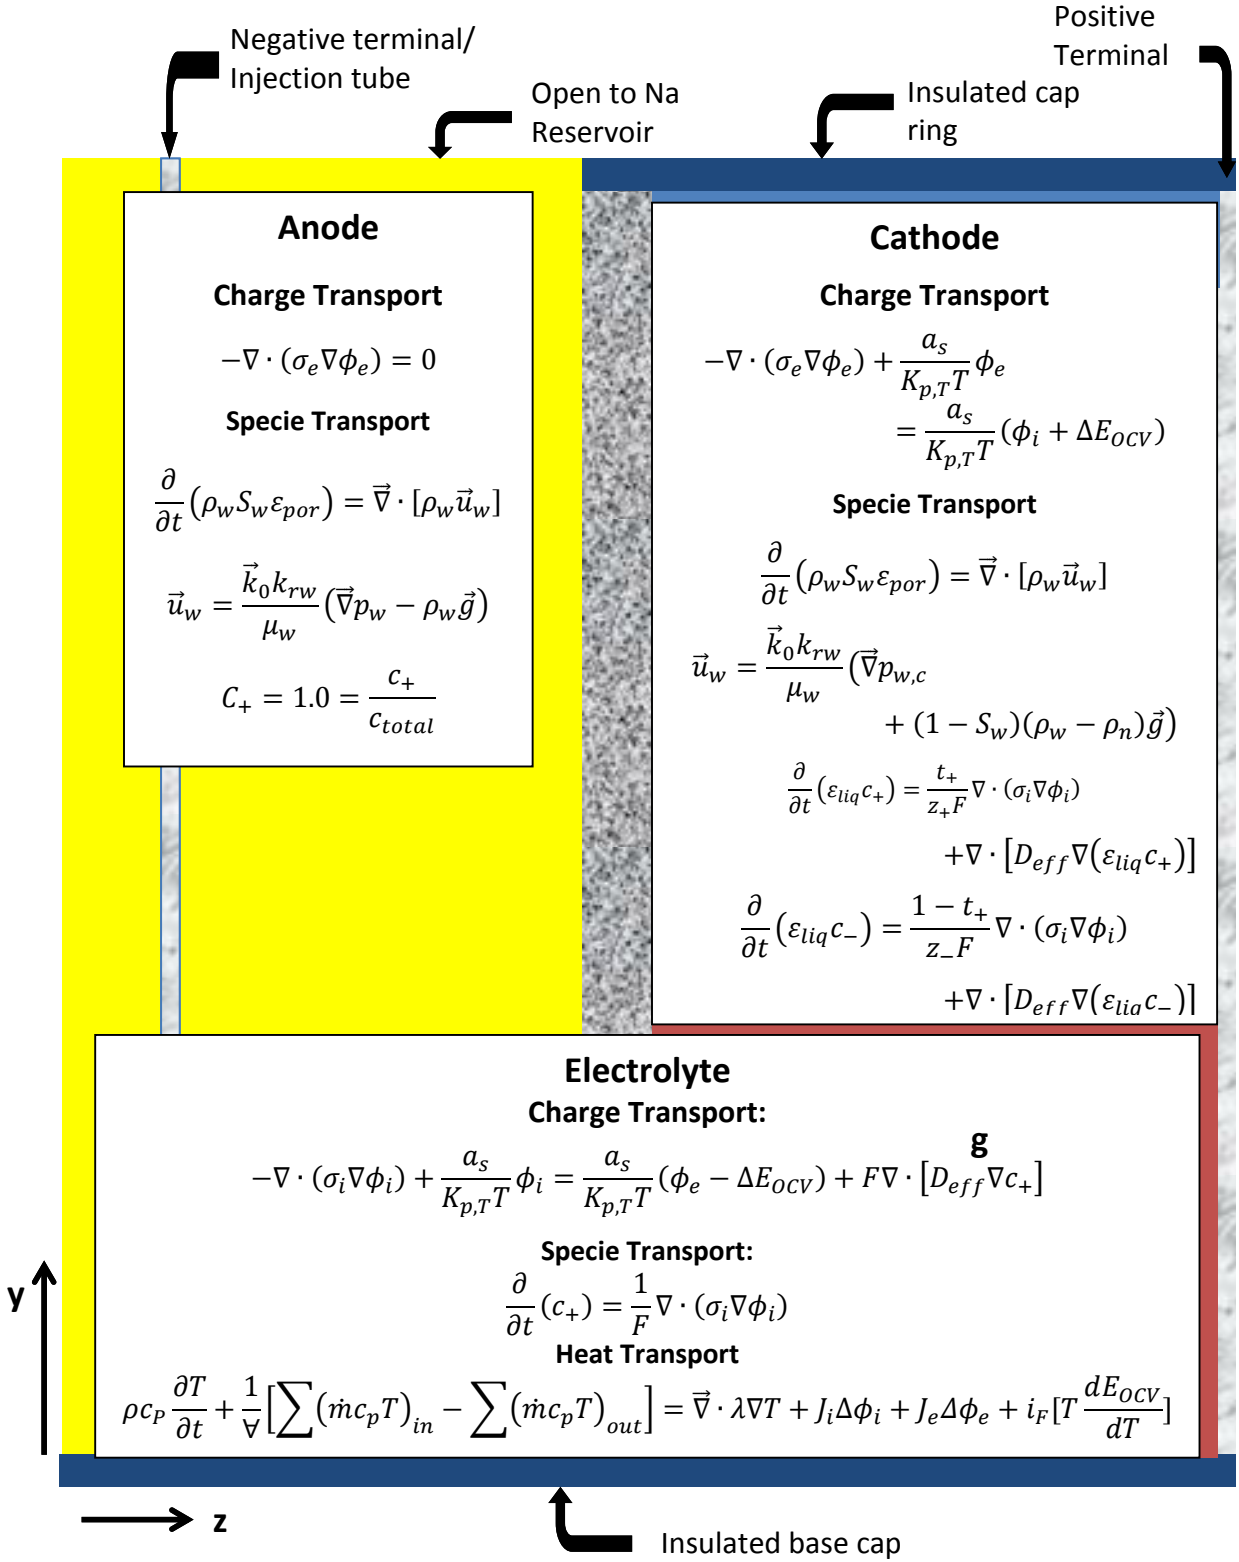 Negative terminal/
Injection tube
Open to Na
Reservoir
Insulated cap
ring
Positive
Terminal
Anode
Charge Transport
−∇ · (σ_e∇ϕ_e) = 0
Specie Transport
∂/∂t (ρ_w S_w ε_por) = ∇⃗ · [ρ_w u⃗_w]
u⃗_w = (k⃗_0 k_rw / μ_w) (∇⃗p_w − ρ_w g⃗)
C_+ = 1.0 = c_+ / c_total
Cathode
Charge Transport
−∇ · (σ_e∇ϕ_e) + (a_s / K_p,T T) ϕ_e
= (a_s / K_p,T T) (ϕ_i + ΔE_OCV)
Specie Transport
∂/∂t (ρ_w S_w ε_por) = ∇⃗ · [ρ_w u⃗_w]
u⃗_w = (k⃗_0 k_rw / μ_w) (∇⃗p_w,c
+ (1 − S_w)(ρ_w − ρ_n)g⃗)
∂/∂t (ε_liq c_+) = (t_+ / z_+ F) ∇ · (σ_i∇ϕ_i)
+∇ · [D_eff ∇(ε_liq c_+)]
∂/∂t (ε_liq c_−) = ((1 − t_+) / z_− F) ∇ · (σ_i∇ϕ_i)
+∇ · [D_eff ∇(ε_liq c_−)]
Electrolyte
Charge Transport:
g
−∇ · (σ_i∇ϕ_i) + (a_s / K_p,T T) ϕ_i = (a_s / K_p,T T) (ϕ_e − ΔE_OCV) + F∇ · [D_eff ∇c_+]
Specie Transport:
∂/∂t (c_+) = (1/F) ∇ · (σ_i∇ϕ_i)
Heat Transport
ρc_P ∂T/∂t + (1/∀) [∑(ṁc_p T)_in − ∑(ṁc_p T)_out] = ∇⃗ · λ∇T + J_i Δϕ_i + J_e Δϕ_e + i_F [T dE_OCV/dT]
y
z
Insulated base cap